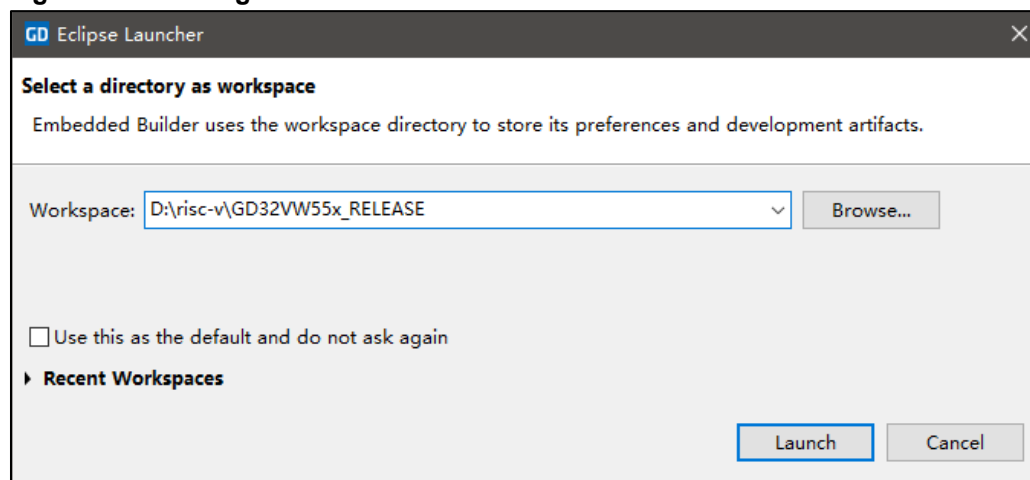 GD Eclipse Launcher
Select a directory as workspace
Embedded Builder uses the workspace directory to store its preferences and development artifacts.
Workspace: D:\risc-v\GD32VW55x_RELEASE Browse...
Use this as the default and do not ask again
Recent Workspaces
Launch Cancel